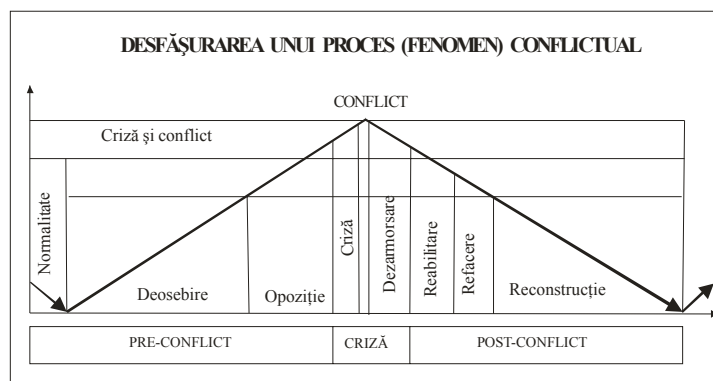 DESFĂŞURAREA UNUI PROCES (FENOMEN) CONFLICTUAL
CONFLICT
Criză şi conflict
Normalitate
Deosebire
Opoziţie
Criză
Dezarmorsare
Reabilitare
Refacere
Reconstrucţie
PRE-CONFLICT
CRIZĂ
POST-CONFLICT